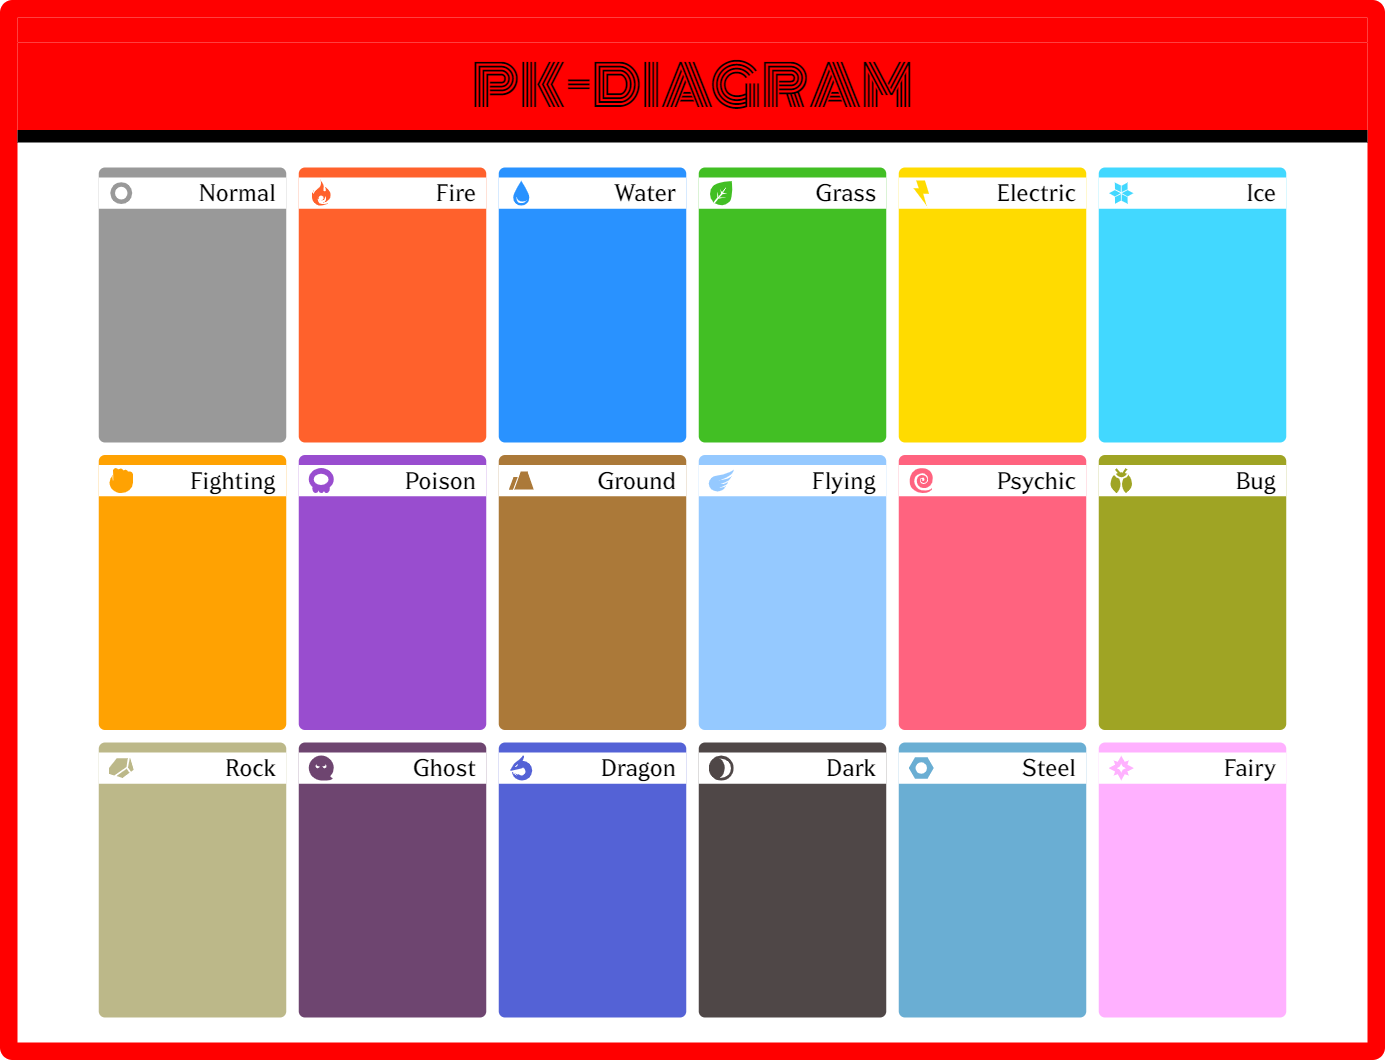 PK-DIAGRAM
Normal
Fire
Water
Grass
Electric
Ice
Fighting
Poison
Ground
Flying
Psychic
Bug
Rock
Ghost
Dragon
Dark
Steel
Fairy